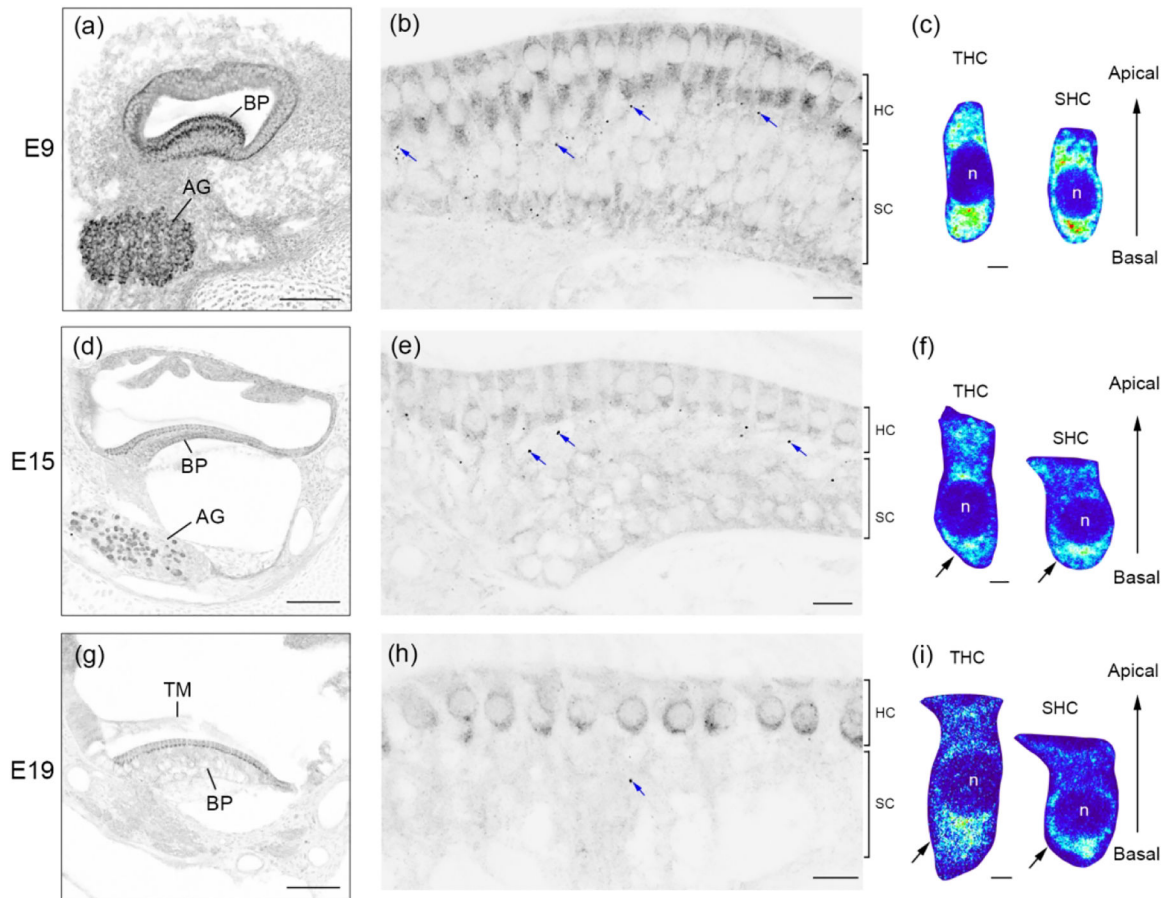 E9
(a)
BP
AG
(b)
HC
SC
(c)
THC
SHC
n
n
Apical
Basal
E15
(d)
BP
AG
(e)
HC
SC
(f)
THC
SHC
n
n
Apical
Basal
E19
(g)
TM
BP
(h)
HC
SC
(i)
THC
SHC
n
n
Apical
Basal